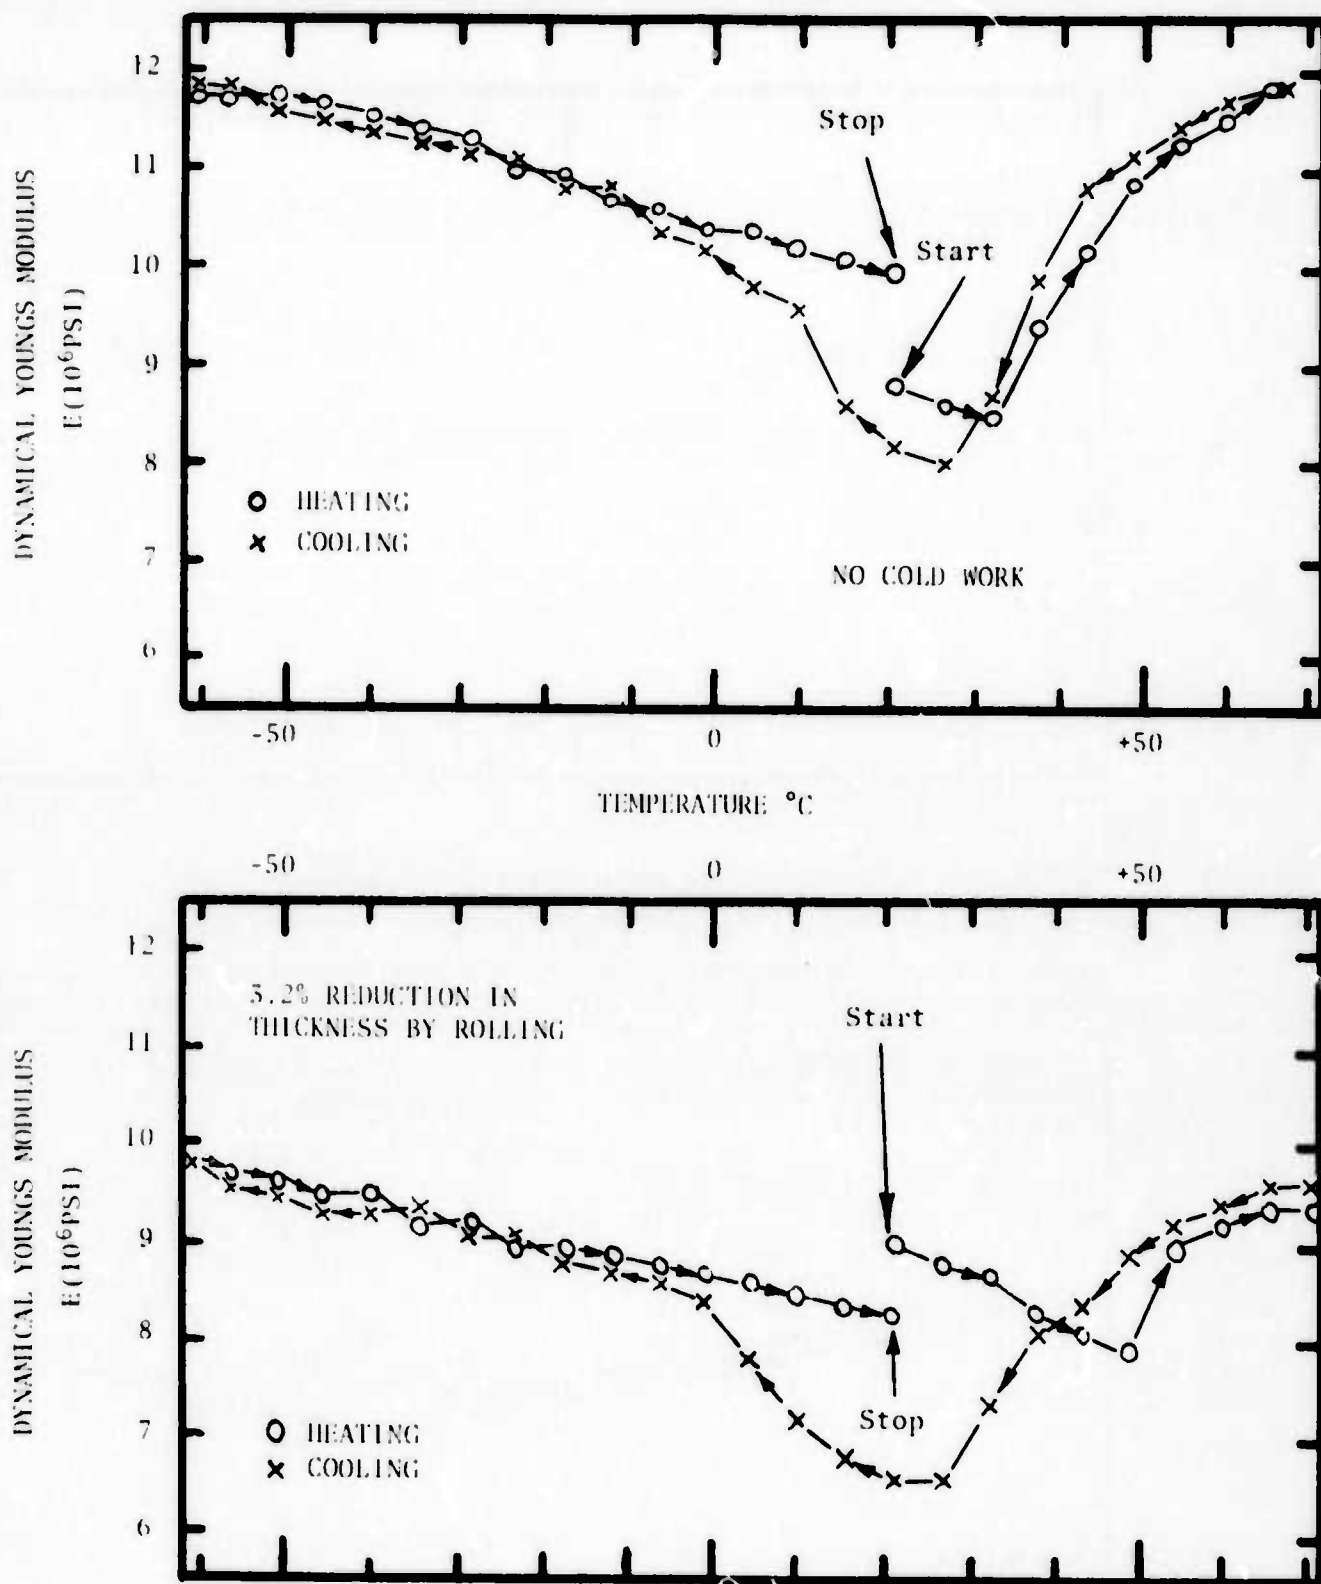 DYNAMICAL YOUNGS MODULUS
E(10⁶PSI)
12
11
10
9
8
7
6
Stop
Start
O HEATING
× COOLING
NO COLD WORK
-50
0
+50
TEMPERATURE °C
-50
0
+50
DYNAMICAL YOUNGS MODULUS
E(10⁶PSI)
12
11
10
9
8
7
6
3.2% REDUCTION IN
THICKNESS BY ROLLING
Start
Stop
O HEATING
× COOLING